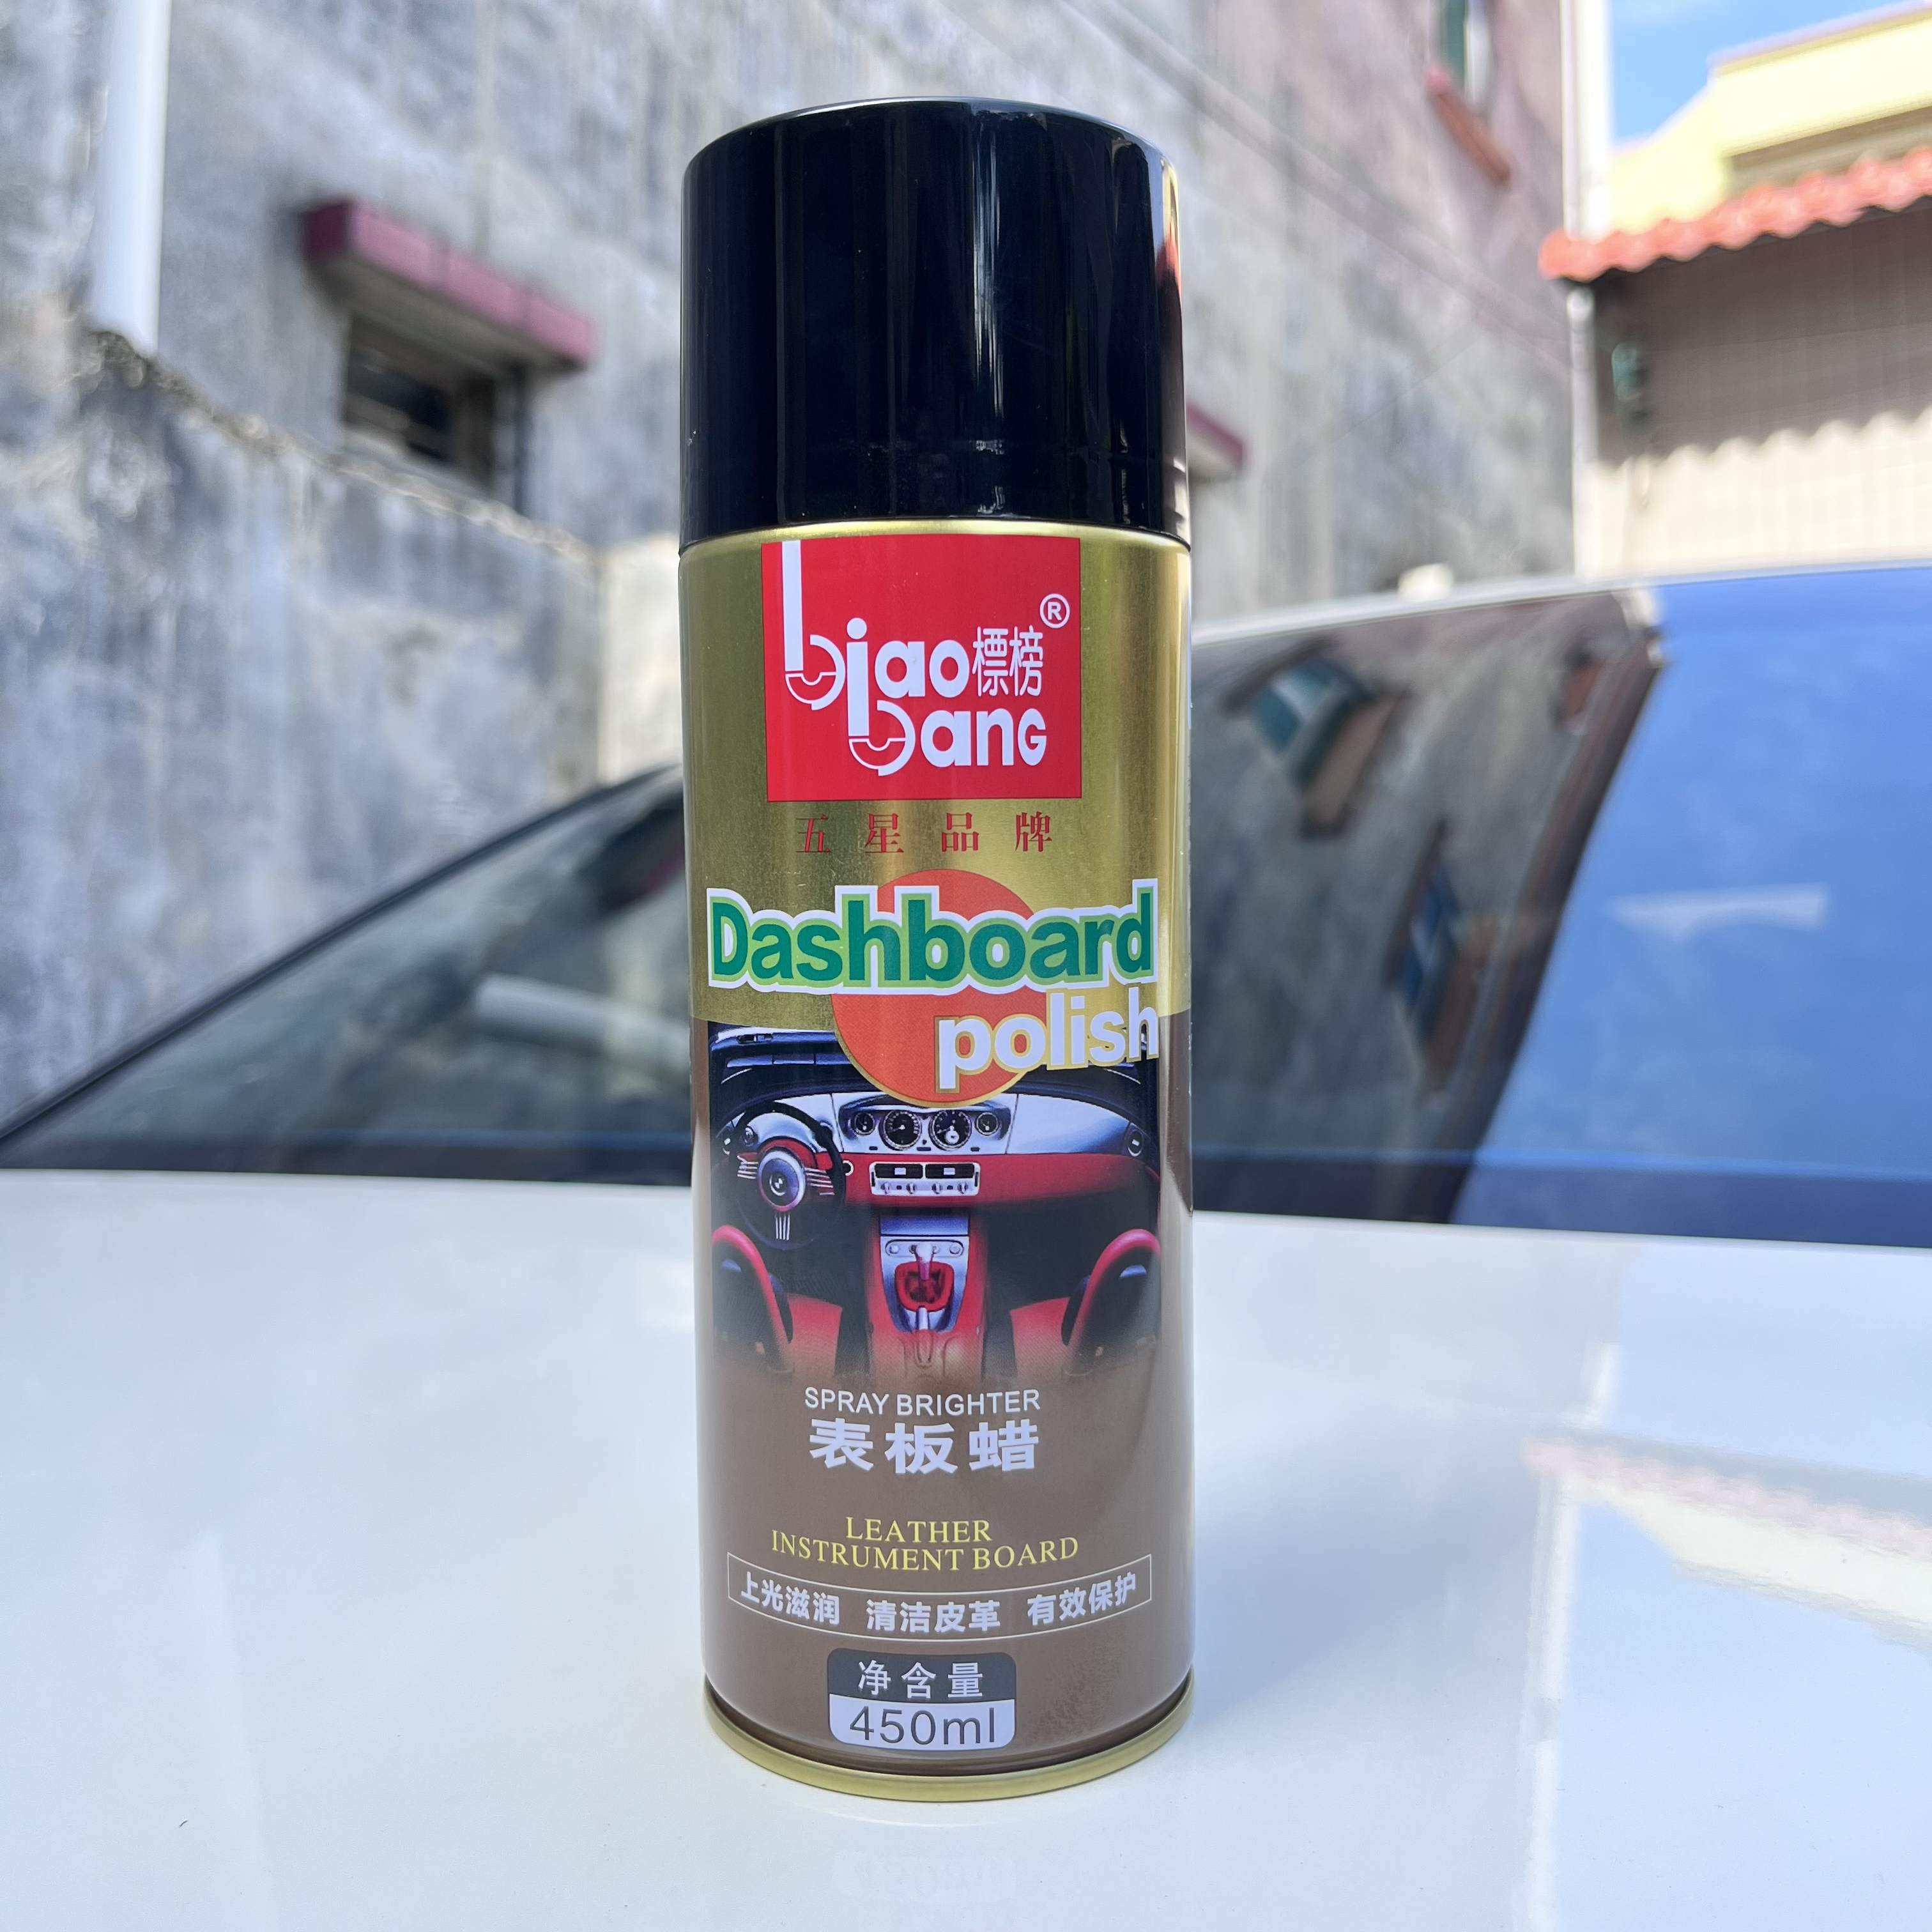 biao標榜®
bang
五星品牌
Dashboard
polish
SPRAY BRIGHTER
表板蜡
LEATHER
INSTRUMENT BOARD
上光滋润 清洁皮革 有效保护
净含量
450ml